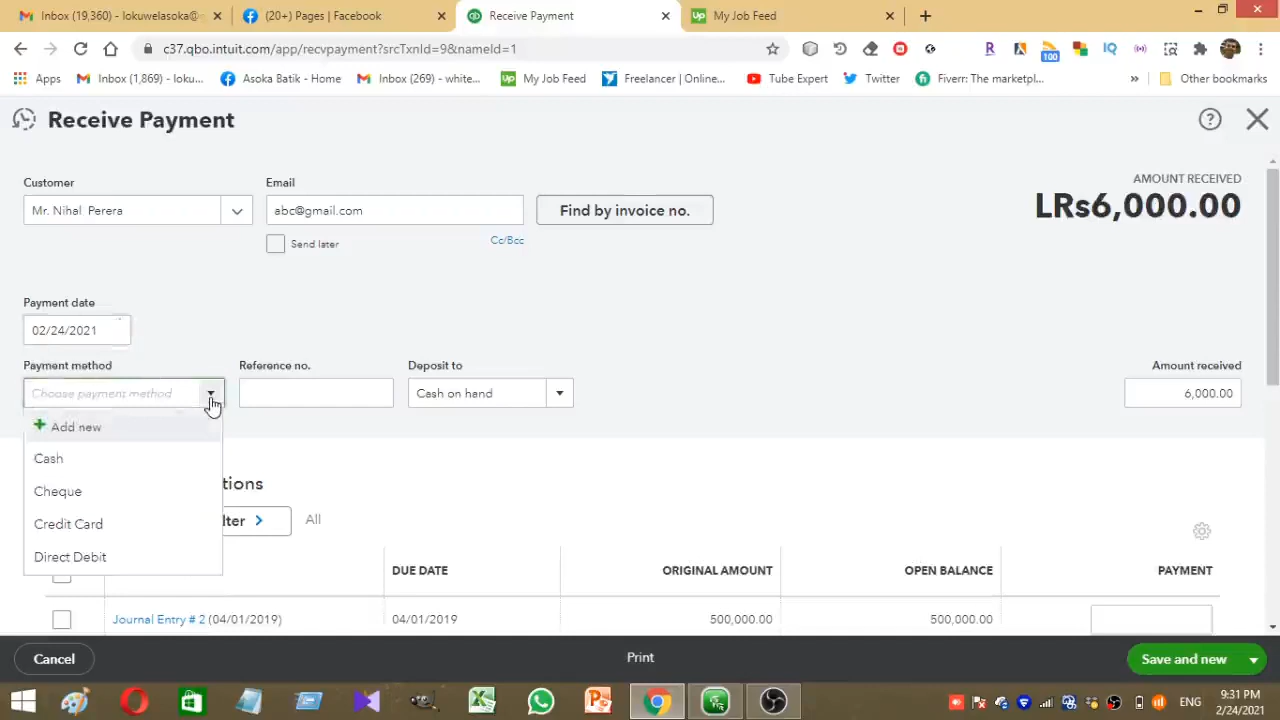 Inbox (19,360) - lokuwelasoka@
(20+) Pages | Facebook
Receive Payment
My Job Feed
c37.qbo.intuit.com/app/recvpayment?srcTxnId=9&nameId=1
100
Apps
Inbox (1,869) - loku...
Asoka Batik - Home
Inbox (269) - white...
My Job Feed
Freelancer | Online...
Tube Expert
Twitter
Fiverr: The marketpl...
»
Other bookmarks
Receive Payment
Customer
Email
AMOUNT RECEIVED
Mr. Nihal Perera
abc@gmail.com
Find by invoice no.
LRs6,000.00
Send later
Cc/Bcc
Payment date
02/24/2021
Payment method
Reference no.
Deposit to
Amount received
Choose payment method
Cash on hand
6,000.00
Add new
Cash
Cheque
Credit Card
Direct Debit
tions
lter
All
DUE DATE
ORIGINAL AMOUNT
OPEN BALANCE
PAYMENT
Journal Entry # 2 (04/01/2019)
04/01/2019
500,000.00
500,000.00
Cancel
Print
Save and new
ENG
9:31 PM
2/24/2021